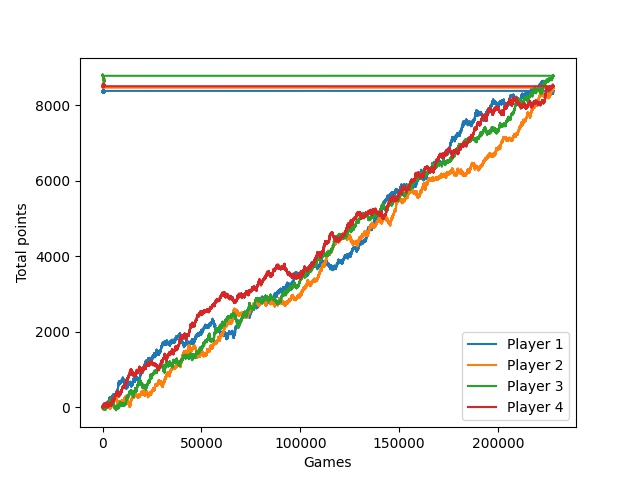 8000
6000
4000
2000
0
Total points
0
50000
100000
150000
200000
Games
Player 1
Player 2
Player 3
Player 4